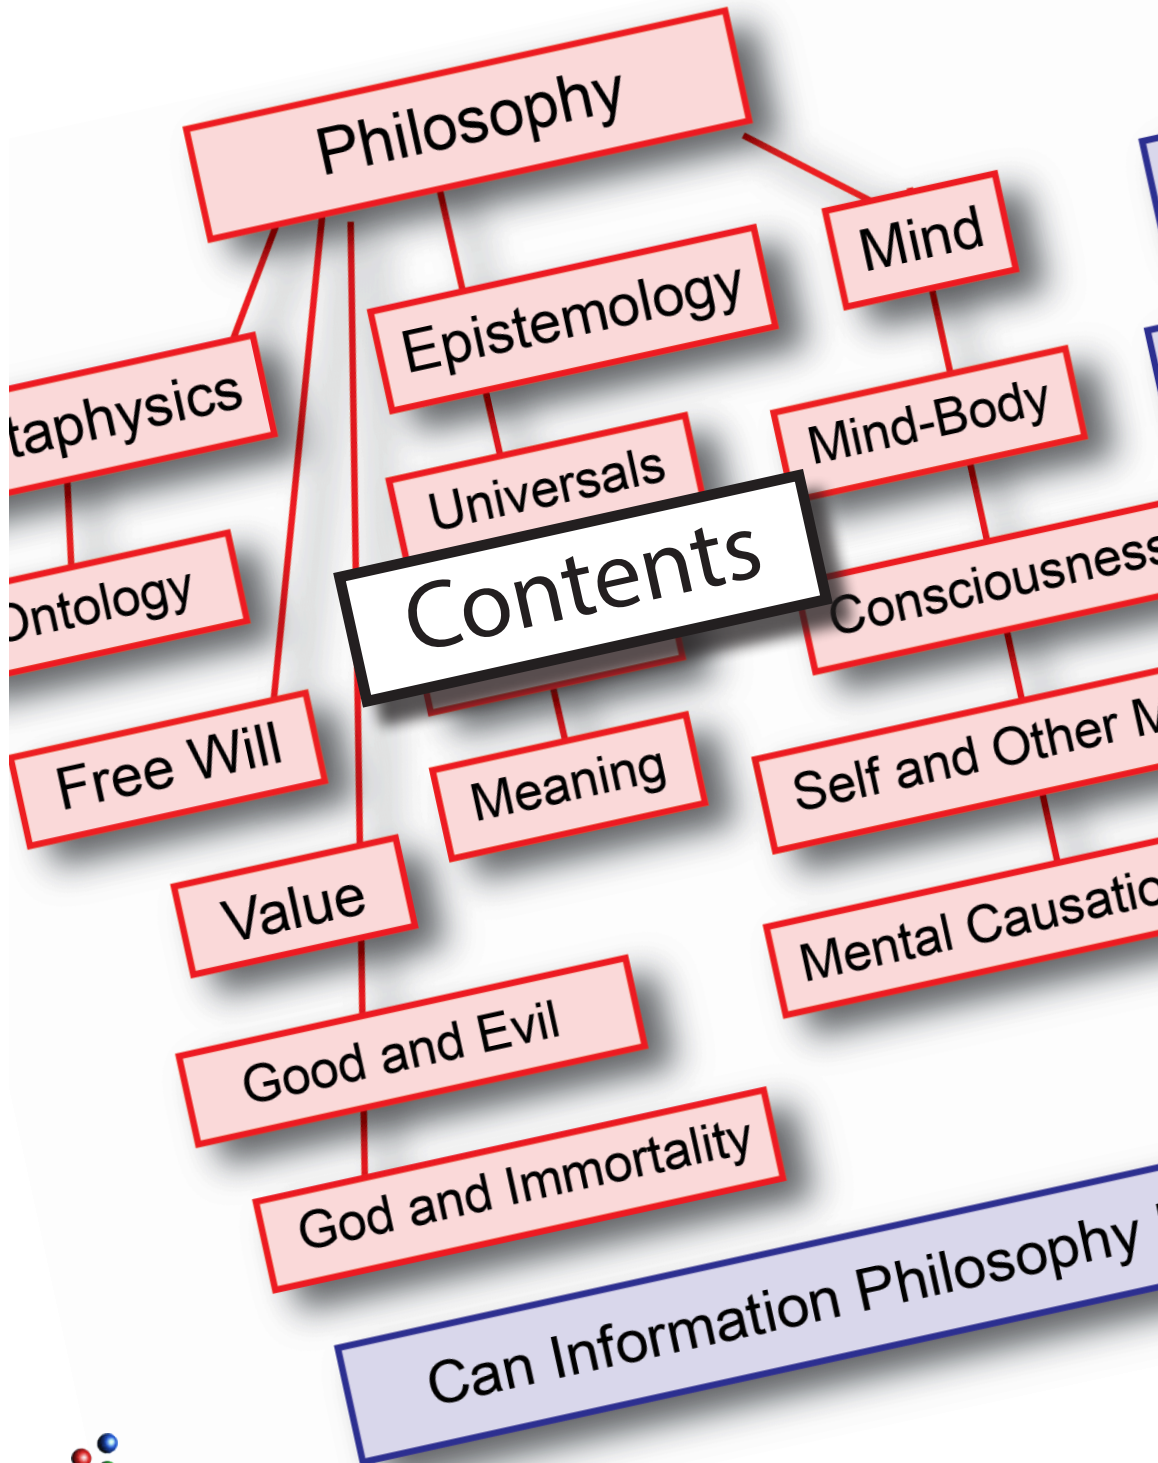 Philosophy
Mind
Epistemology
taphysics
Mind-Body
Universals
Contents
Consciousness
Ontology
Self and Other M
Free Will
Meaning
Value
Mental Causatio
Good and Evil
God and Immortality
Can Information Philosophy